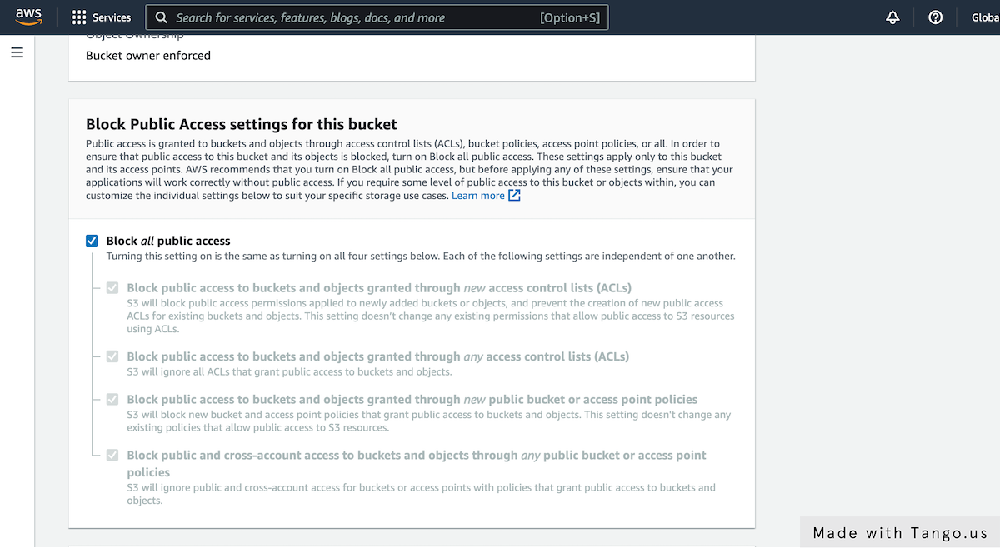 aws
Services
Search for services, features, blogs, docs, and more
[Option+S]
Globa
Object Ownership
Bucket owner enforced
Block Public Access settings for this bucket
Public access is granted to buckets and objects through access control lists (ACLs), bucket policies, access point policies, or all. In order to
ensure that public access to this bucket and its objects is blocked, turn on Block all public access. These settings apply only to this bucket
and its access points. AWS recommends that you turn on Block all public access, but before applying any of these settings, ensure that your
applications will work correctly without public access. If you require some level of public access to this bucket or objects within, you can
customize the individual settings below to suit your specific storage use cases. Learn more
Block all public access
Turning this setting on is the same as turning on all four settings below. Each of the following settings are independent of one another.
Block public access to buckets and objects granted through new access control lists (ACLs)
S3 will block public access permissions applied to newly added buckets or objects, and prevent the creation of new public access
ACLs for existing buckets and objects. This setting doesn't change any existing permissions that allow public access to S3 resources
using ACLs.
Block public access to buckets and objects granted through any access control lists (ACLs)
S3 will ignore all ACLs that grant public access to buckets and objects.
Block public access to buckets and objects granted through new public bucket or access point policies
S3 will block new bucket and access point policies that grant public access to buckets and objects. This setting doesn't change any
existing policies that allow public access to S3 resources.
Block public and cross-account access to buckets and objects through any public bucket or access point
policies
S3 will ignore public and cross-account access for buckets or access points with policies that grant public access to buckets and
objects.
Made with Tango.us